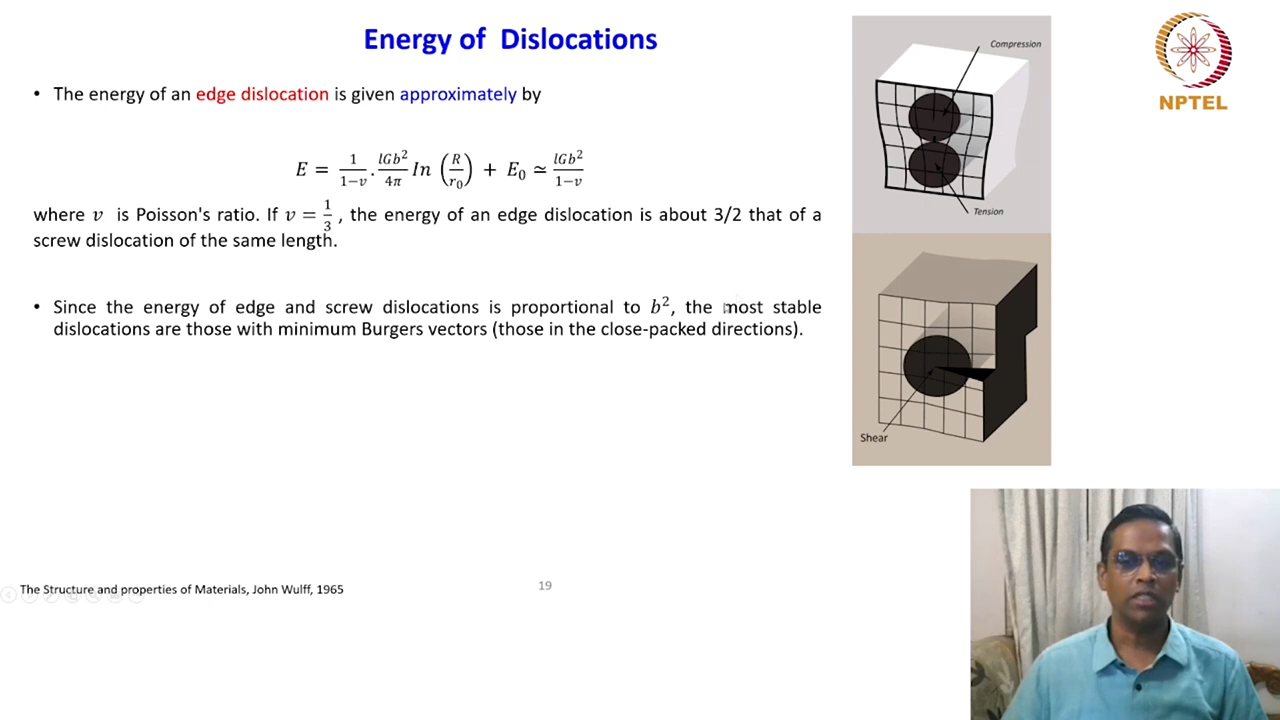 Energy of Dislocations
• The energy of an edge dislocation is given approximately by
E = 1/(1−v) . lGb²/4π In (R/r₀) + E₀ ≃ lGb²/(1−v)
where v is Poisson's ratio. If v = 1/3 , the energy of an edge dislocation is about 3/2 that of a
screw dislocation of the same length.
• Since the energy of edge and screw dislocations is proportional to b², the most stable
dislocations are those with minimum Burgers vectors (those in the close-packed directions).
The Structure and properties of Materials, John Wulff, 1965
19
Compression
Tension
Shear
NPTEL